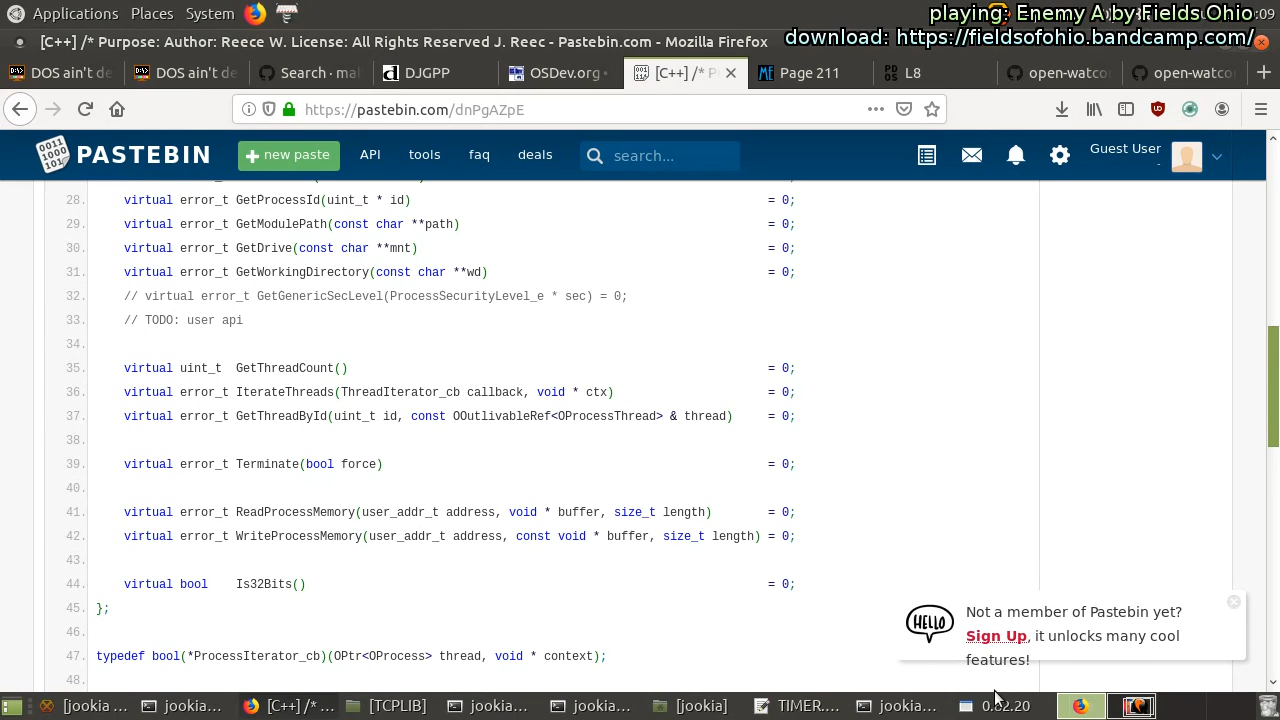 Applications Places System
:09
playing: Enemy A by Fields Ohio
download: https://fieldsofohio.bandcamp.com/
[C++] /* Purpose: Author: Reece W. License: All Rights Reserved J. Reec - Pastebin.com - Mozilla Firefox
DOS ain't de
DOS ain't de
Search · mal
DJGPP
OSDev.org •
[C++] /* P
Page 211
L8
open-watco
open-watco
https://pastebin.com/dnPgAZpE
PASTEBIN
new paste
API
tools
faq
deals
search...
Guest User
-
28. virtual error_t GetProcessId(uint_t * id) = 0;
29. virtual error_t GetModulePath(const char **path) = 0;
30. virtual error_t GetDrive(const char **mnt) = 0;
31. virtual error_t GetWorkingDirectory(const char **wd) = 0;
32. // virtual error_t GetGenericSecLevel(ProcessSecurityLevel_e * sec) = 0;
33. // TODO: user api
34.
35. virtual uint_t GetThreadCount() = 0;
36. virtual error_t IterateThreads(ThreadIterator_cb callback, void * ctx) = 0;
37. virtual error_t GetThreadById(uint_t id, const OOutlivableRef<OProcessThread> & thread) = 0;
38.
39. virtual error_t Terminate(bool force) = 0;
40.
41. virtual error_t ReadProcessMemory(user_addr_t address, void * buffer, size_t length) = 0;
42. virtual error_t WriteProcessMemory(user_addr_t address, const void * buffer, size_t length) = 0;
43.
44. virtual bool Is32Bits() = 0;
45. };
46.
47. typedef bool(*ProcessIterator_cb)(OPtr<OProcess> thread, void * context);
48.
HELLO
Not a member of Pastebin yet?
Sign Up, it unlocks many cool
features!
[jookia ...
jookia...
[C++] /...
[TCPLIB]
jookia...
jookia...
[jookia]
TIMER....
jookia...
0:02:20